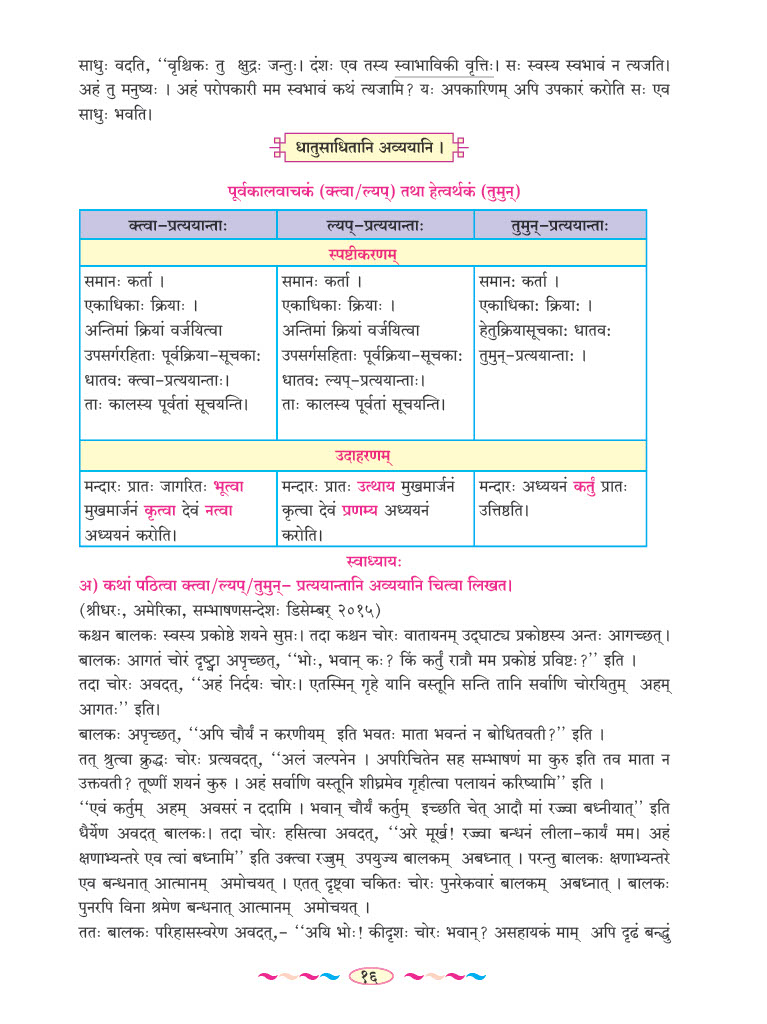 साधुः वदति, ‘‘वृश्चिकः तु क्षुद्रः जन्तुः। दंशः एव तस्य स्वाभाविकी वृत्तिः। सः स्वस्य स्वभावं न त्यजति।
अहं तु मनुष्यः । अहं परोपकारी मम स्वभावं कथं त्यजामि? यः अपकारिणम् अपि उपकारं करोति सः एव
साधुः भवति।
धातुसाधितानि अव्ययानि ।
पूर्वकालवाचकं (क्त्वा/ल्यप्) तथा हेत्वर्थकं (तुमुन्)
क्त्वा-प्रत्ययान्ताः
ल्यप्-प्रत्ययान्ताः
तुमुन्-प्रत्ययान्ताः
स्पष्टीकरणम्
समानः कर्ता ।
एकाधिकाः क्रियाः ।
अन्तिमां क्रियां वर्जयित्वा
उपसर्गरहिताः पूर्वक्रिया-सूचकाः
धातवः क्त्वा-प्रत्ययान्ताः।
ताः कालस्य पूर्वतां सूचयन्ति।
समानः कर्ता ।
एकाधिकाः क्रियाः ।
अन्तिमां क्रियां वर्जयित्वा
उपसर्गसहिताः पूर्वक्रिया-सूचकाः
धातवः ल्यप्-प्रत्ययान्ताः।
ताः कालस्य पूर्वतां सूचयन्ति।
समानः कर्ता ।
एकाधिकाः क्रियाः ।
हेतुक्रियासूचकाः धातवः
तुमुन्-प्रत्ययान्ताः ।
उदाहरणम्
मन्दारः प्रातः जागरितः भूत्वा
मुखमार्जनं कृत्वा देवं नत्वा
अध्ययनं करोति।
मन्दारः प्रातः उत्थाय मुखमार्जनं
कृत्वा देवं प्रणम्य अध्ययनं
करोति।
मन्दारः अध्ययनं कर्तुं प्रातः
उत्तिष्ठति।
स्वाध्यायः
अ) कथां पठित्वा क्त्वा/ल्यप्/तुमुन्- प्रत्ययान्तानि अव्ययानि चित्वा लिखत।
(श्रीधरः, अमेरिका, सम्भाषणसन्देशः डिसेम्बर् २०१५)
कश्चन बालकः स्वस्य प्रकोष्ठे शयने सुप्तः। तदा कश्चन चोरः वातायनम् उद्घाट्य प्रकोष्ठस्य अन्तः आगच्छत्।
बालकः आगतं चोरं दृष्ट्वा अपृच्छत्, ‘‘भोः, भवान् कः? किं कर्तुं रात्रौ मम प्रकोष्ठं प्रविष्टः?’’ इति ।
तदा चोरः अवदत्, ‘‘अहं निर्दयः चोरः। एतस्मिन् गृहे यानि वस्तूनि सन्ति तानि सर्वाणि चोरयितुम् अहम्
आगतः’’ इति।
बालकः अपृच्छत्, ‘‘अपि चौर्यं न करणीयम् इति भवतः माता भवन्तं न बोधितवती?’’ इति ।
तत् श्रुत्वा क्रुद्धः चोरः प्रत्यवदत्, ‘‘अलं जल्पनेन । अपरिचितेन सह सम्भाषणं मा कुरु इति तव माता न
उक्तवती? तूष्णीं शयनं कुरु । अहं सर्वाणि वस्तूनि शीघ्रमेव गृहीत्वा पलायनं करिष्यामि’’ इति ।
‘‘एवं कर्तुम् अहम् अवसरं न ददामि । भवान् चौर्यं कर्तुम् इच्छति चेत् आदौ मां रज्ज्वा बध्नीयात्’’ इति
धैर्येण अवदत् बालकः। तदा चोरः हसित्वा अवदत्, ‘‘अरे मूर्ख! रज्ज्वा बन्धनं लीला-कार्यं मम। अहं
क्षणाभ्यन्तरे एव त्वां बध्नामि’’ इति उक्त्वा रज्जुम् उपयुज्य बालकम् अबध्नात् । परन्तु बालकः क्षणाभ्यन्तरे
एव बन्धनात् आत्मानम् अमोचयत् । एतत् दृष्ट्वा चकितः चोरः पुनरेकवारं बालकम् अबध्नात् । बालकः
पुनरपि विना श्रमेण बन्धनात् आत्मानम् अमोचयत् ।
ततः बालकः परिहासस्वरेण अवदत्,- ‘‘अयि भोः! कीदृशः चोरः भवान्? असहायकं माम् अपि दृढं बन्द्धुं
१६